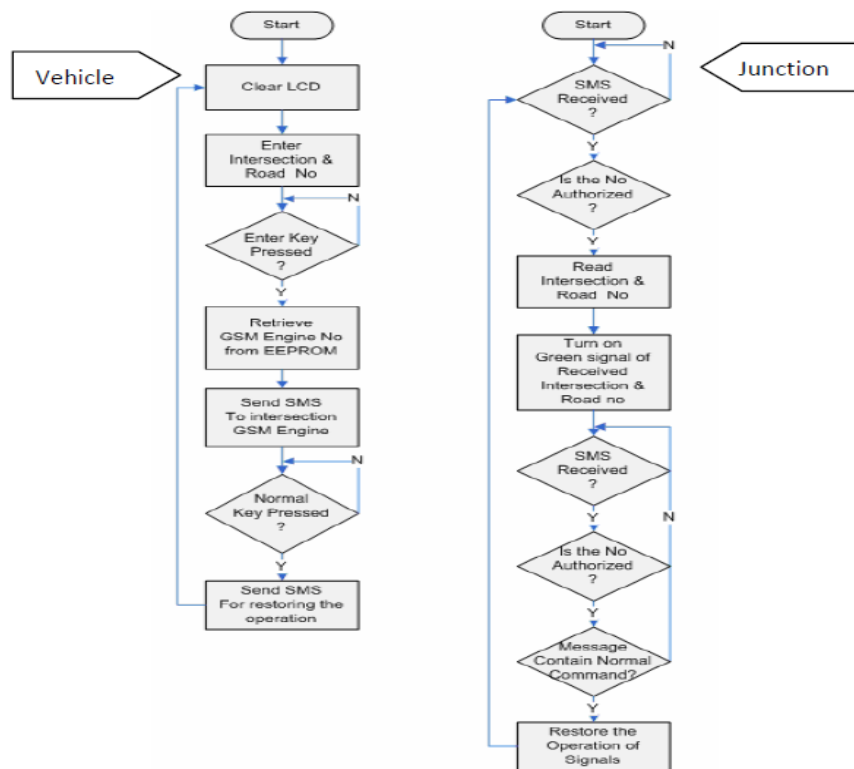 Start
Vehicle
Clear LCD
Enter
Intersection &
Road No
N
Enter Key
Pressed
?
Y
Retrieve
GSM Engine No
from EEPROM
Send SMS
To intersection
GSM Engine
N
Normal
Key Pressed
?
Y
Send SMS
For restoring the
operation
Start
N
Junction
SMS
Received
?
Y
Is the No
Authorized
?
Y
Read
Intersection &
Road No
Turn on
Green signal of
Received
Intersection &
Road no
SMS
Received
?
N
Y
Is the No
Authorized
?
Y
Message
Contain Normal
Command?
Y
Restore the
Operation of
Signals